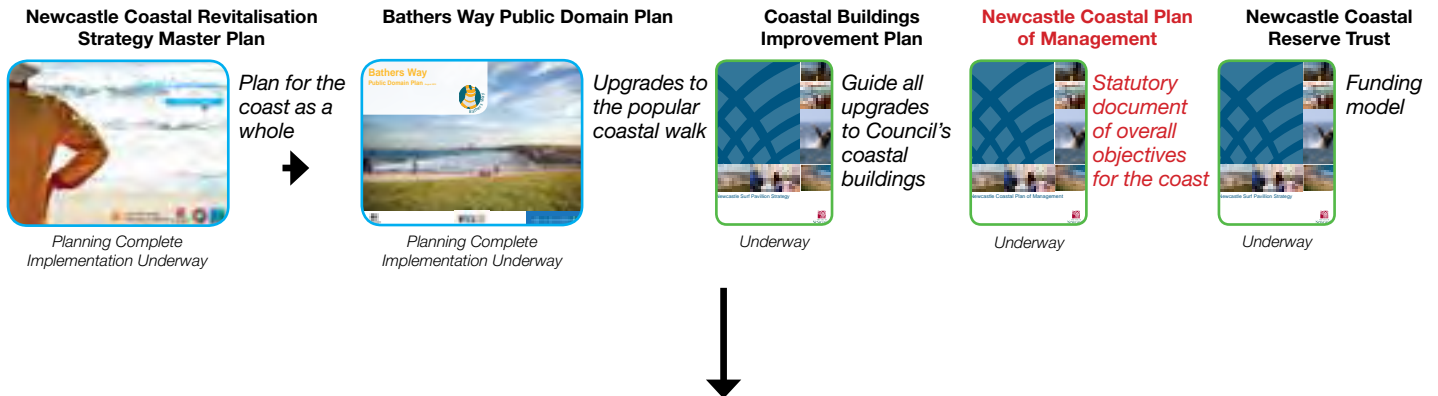 Newcastle Coastal Revitalisation
Strategy Master Plan
Plan for the
coast as a
whole
Planning Complete
Implementation Underway
Bathers Way Public Domain Plan
Bathers Way
Public Domain Plan
Upgrades to
the popular
coastal walk
Planning Complete
Implementation Underway
Coastal Buildings
Improvement Plan
Newcastle Surf Pavilion Strategy
Guide all
upgrades
to Council’s
coastal
buildings
Underway
Newcastle Coastal Plan
of Management
Newcastle Coastal Plan of Management
Statutory
document
of overall
objectives
for the coast
Underway
Newcastle Coastal
Reserve Trust
Newcastle Surf Pavilion Strategy
Funding
model
Underway